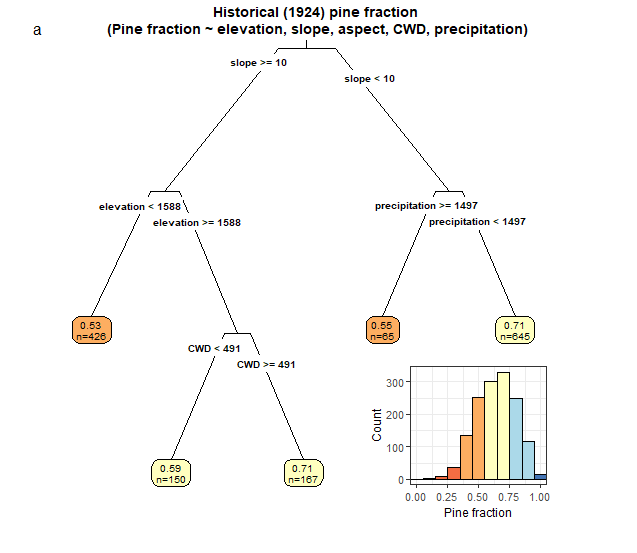 Historical (1924) pine fraction
(Pine fraction ~ elevation, slope, aspect, CWD, precipitation)
a
slope >= 10
slope < 10
elevation < 1588
elevation >= 1588
precipitation >= 1497
precipitation < 1497
0.53
n=426
0.55
n=65
0.71
n=645
CWD < 491
CWD >= 491
0.59
n=150
0.71
n=167
Count
300
200
100
0
0.00 0.25 0.50 0.75 1.00
Pine fraction